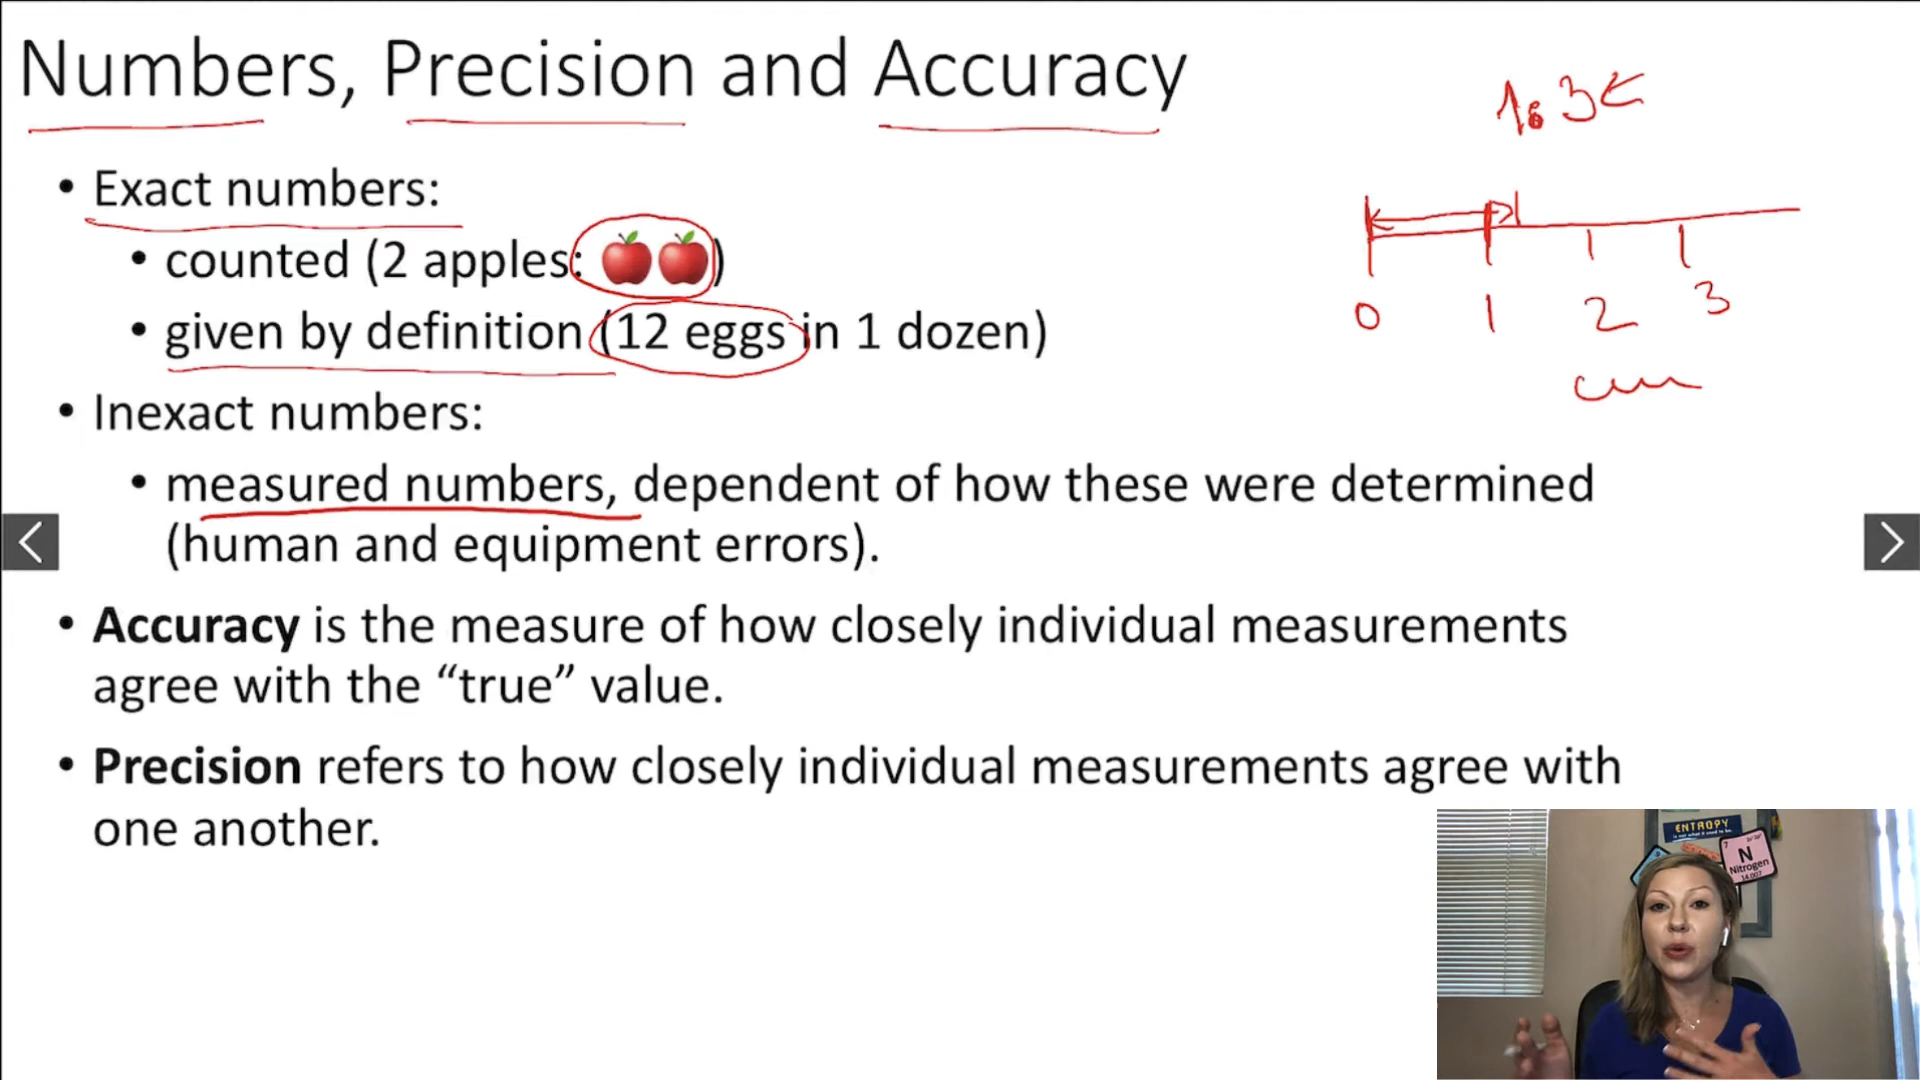 Numbers, Precision and Accuracy
1.3
• Exact numbers:
• counted (2 apples: 🍎🍎)
• given by definition (12 eggs in 1 dozen)
0 1 2 3
cm
• Inexact numbers:
• measured numbers, dependent of how these were determined
(human and equipment errors).
• Accuracy is the measure of how closely individual measurements
agree with the “true” value.
• Precision refers to how closely individual measurements agree with
one another.
ENTROPY
7
N
Nitrogen
14.007